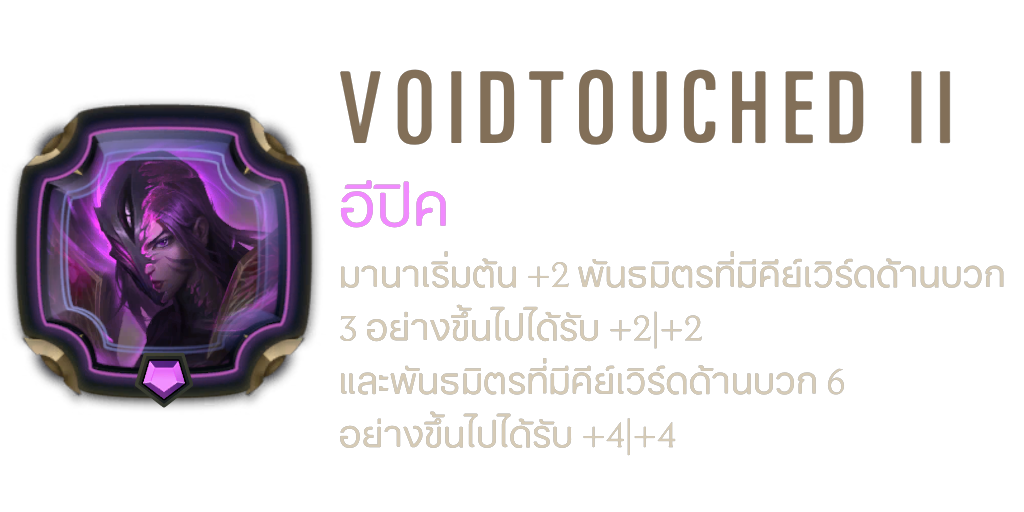 VOIDTOUCHED II
อีปิค
มานาเริ่มต้น +2 พันธมิตรที่มีคีย์เวิร์ดด้านบวก
3 อย่างขึ้นไปได้รับ +2|+2
และพันธมิตรที่มีคีย์เวิร์ดด้านบวก 6
อย่างขึ้นไปได้รับ +4|+4